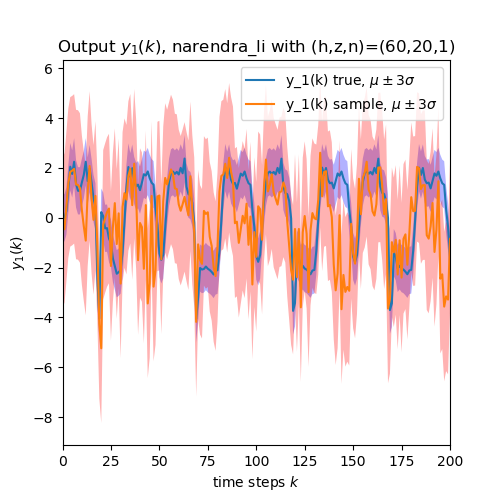 Output y₁(k), narendra_li with (h,z,n)=(60,20,1)
y_1(k) true, μ ± 3σ
y_1(k) sample, μ ± 3σ
6
4
2
0
−2
−4
−6
−8
y₁(k)
0 25 50 75 100 125 150 175 200
time steps k